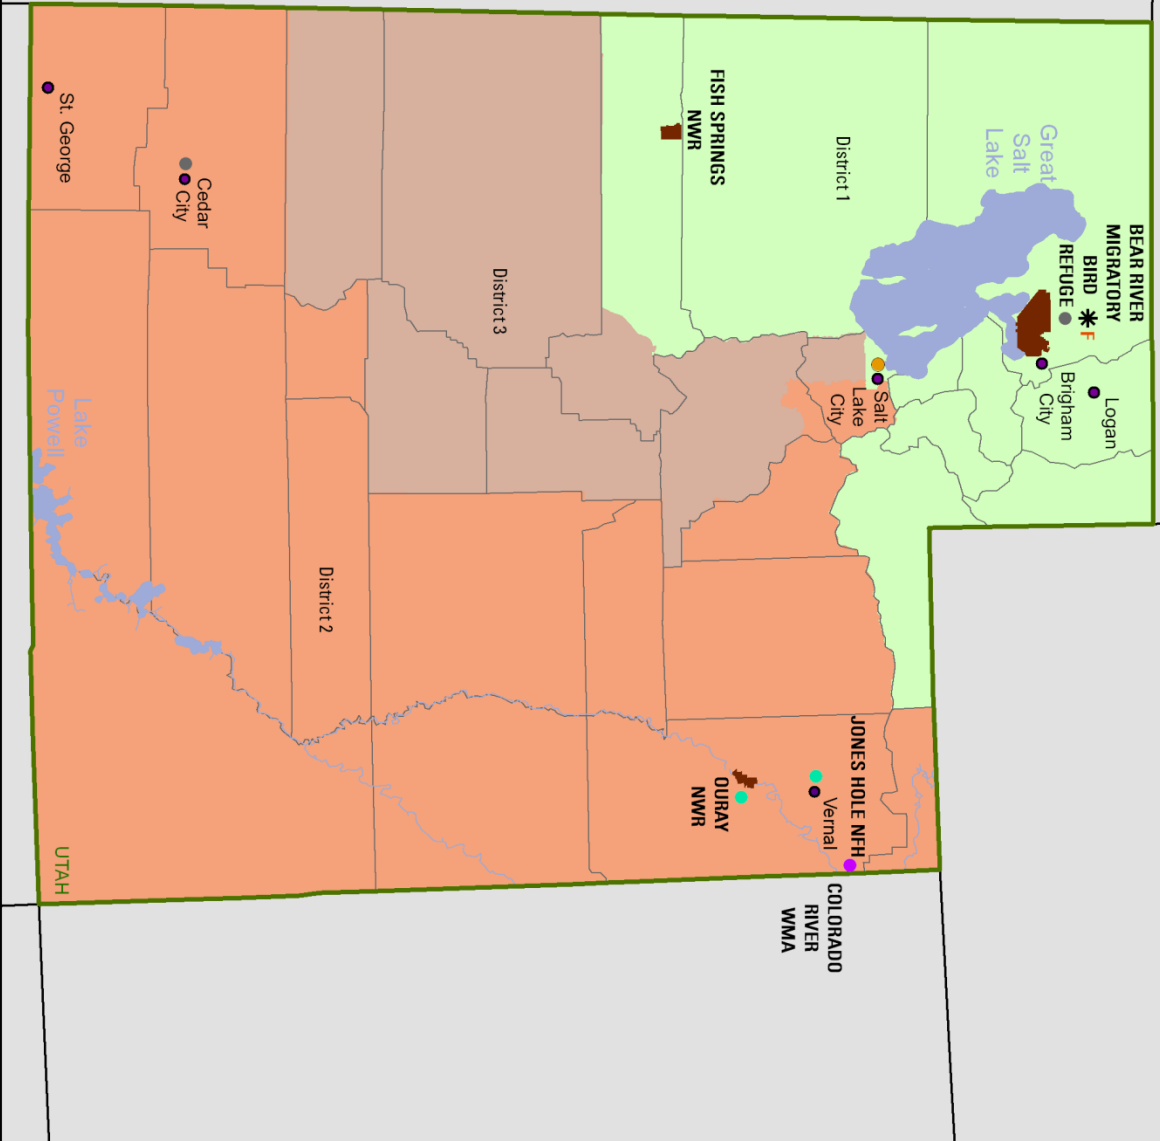 BEAR RIVER
MIGRATORY
BIRD
REFUGE
F
Logan
Brigham
City
Great
Salt
Lake
Salt
Lake
City
District 1
JONES HOLE NFH
Vernal
COLORADO
RIVER
WMA
FISH SPRINGS
NWR
OURAY
NWR
District 3
District 2
Cedar
City
St. George
Lake
Powell
UTAH